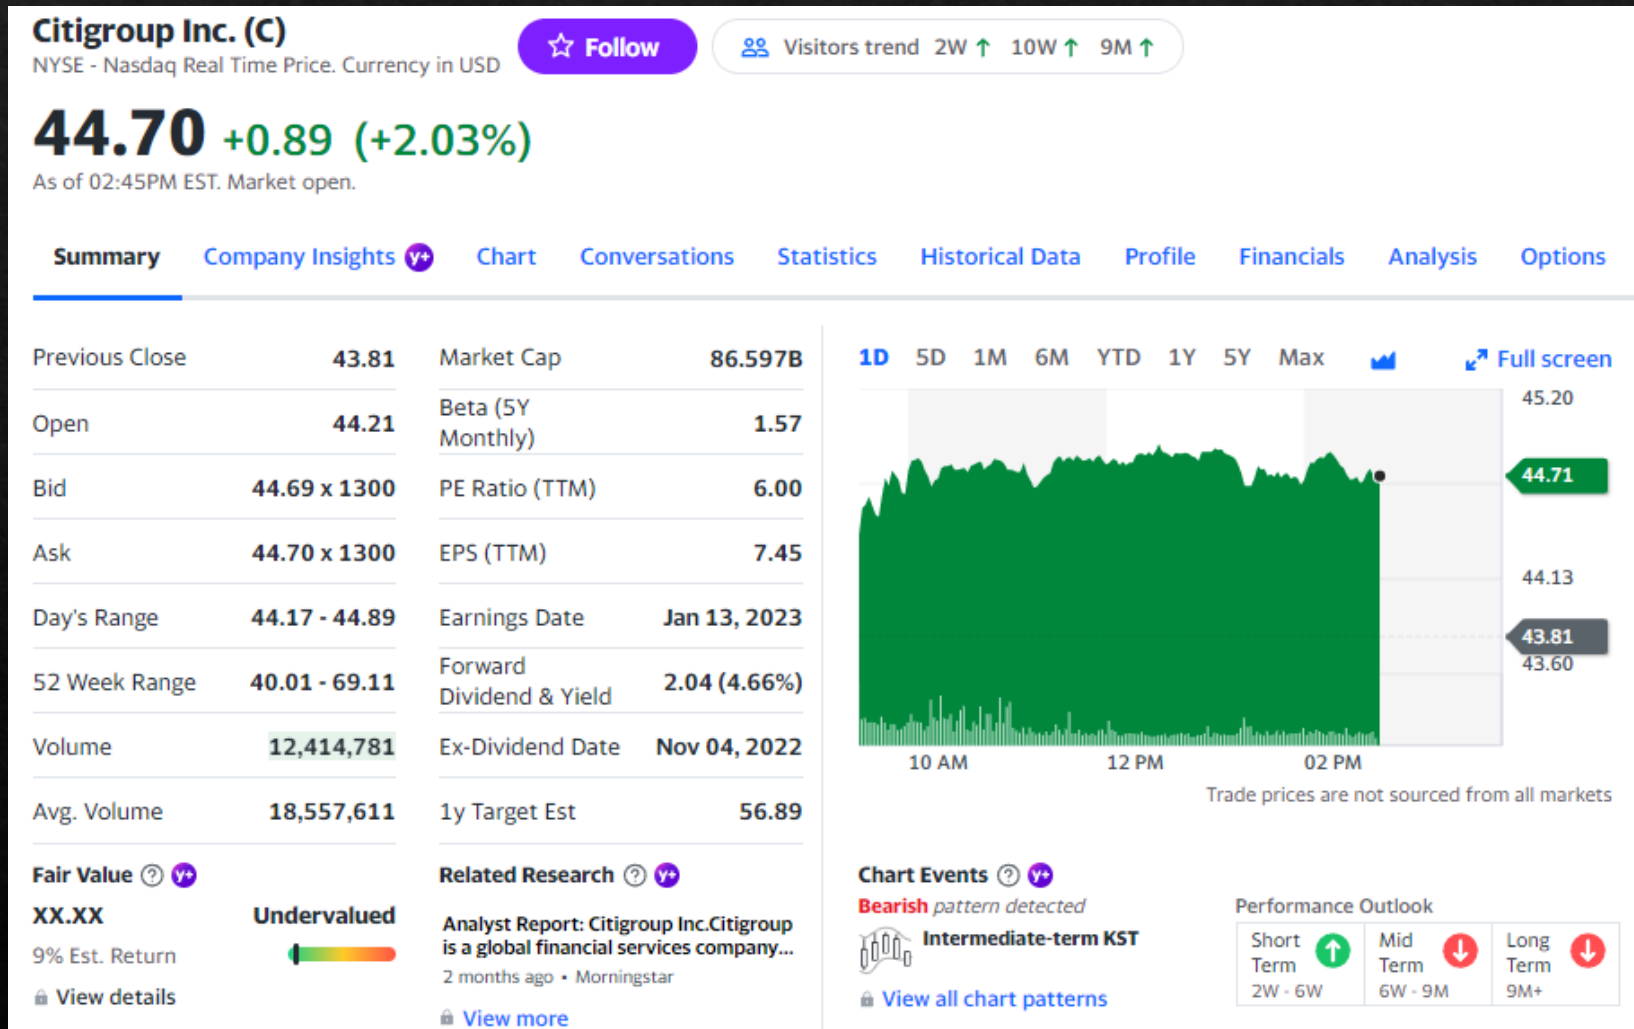 Citigroup Inc. (C)
NYSE - Nasdaq Real Time Price. Currency in USD
Follow
Visitors trend 2W ↑ 10W ↑ 9M ↑
44.70 +0.89 (+2.03%)
As of 02:45PM EST. Market open.
Summary Company Insights y+ Chart Conversations Statistics Historical Data Profile Financials Analysis Options
Previous Close 43.81
Open 44.21
Bid 44.69 x 1300
Ask 44.70 x 1300
Day's Range 44.17 - 44.89
52 Week Range 40.01 - 69.11
Volume 12,414,781
Avg. Volume 18,557,611
Market Cap 86.597B
Beta (5Y
Monthly) 1.57
PE Ratio (TTM) 6.00
EPS (TTM) 7.45
Earnings Date Jan 13, 2023
Forward
Dividend & Yield 2.04 (4.66%)
Ex-Dividend Date Nov 04, 2022
1y Target Est 56.89
1D 5D 1M 6M YTD 1Y 5Y Max Full screen
45.20
44.71
44.13
43.81
43.60
10 AM 12 PM 02 PM
Trade prices are not sourced from all markets
Fair Value ? y+
XX.XX Undervalued
9% Est. Return
View details
Related Research ? y+
Analyst Report: Citigroup Inc.Citigroup
is a global financial services company...
2 months ago • Morningstar
View more
Chart Events ? y+
Bearish pattern detected
Intermediate-term KST
View all chart patterns
Performance Outlook
Short
Term
2W - 6W
Mid
Term
6W - 9M
Long
Term
9M+